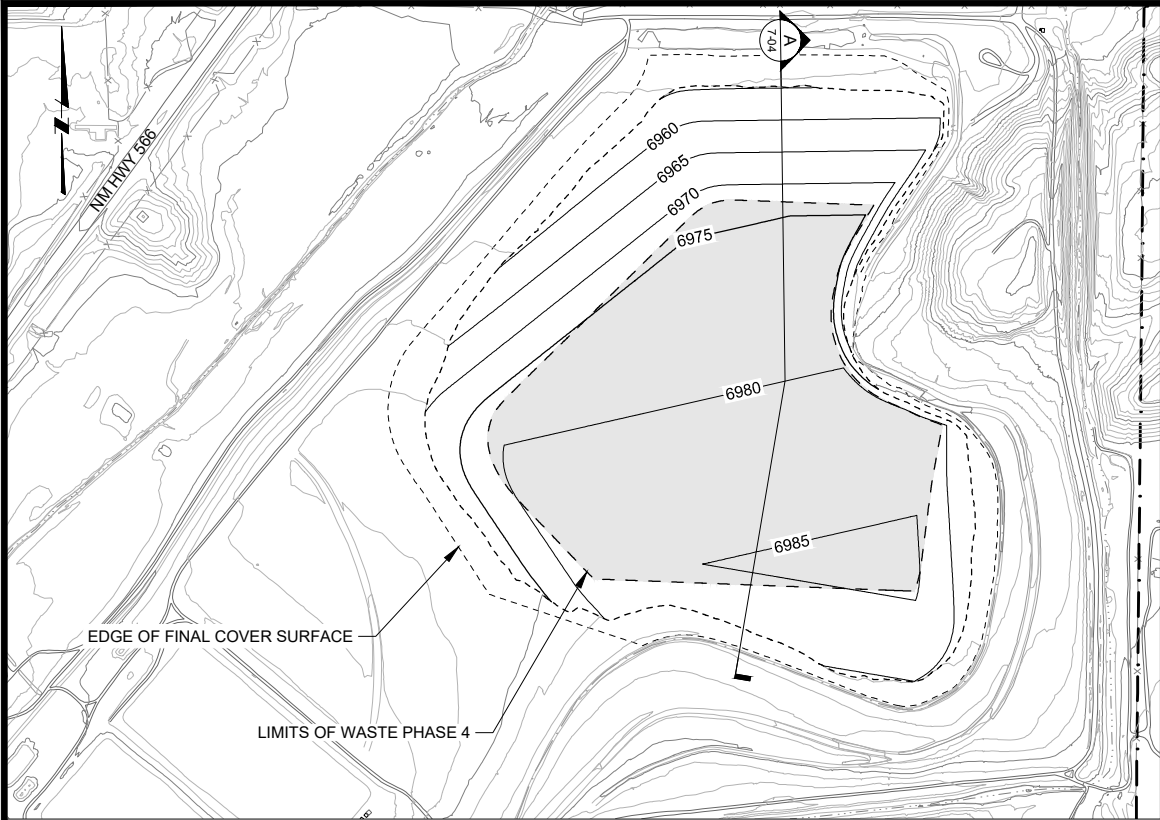 A
7-04
NM HWY 566
6960
6965
6970
6975
6980
6985
EDGE OF FINAL COVER SURFACE
LIMITS OF WASTE PHASE 4